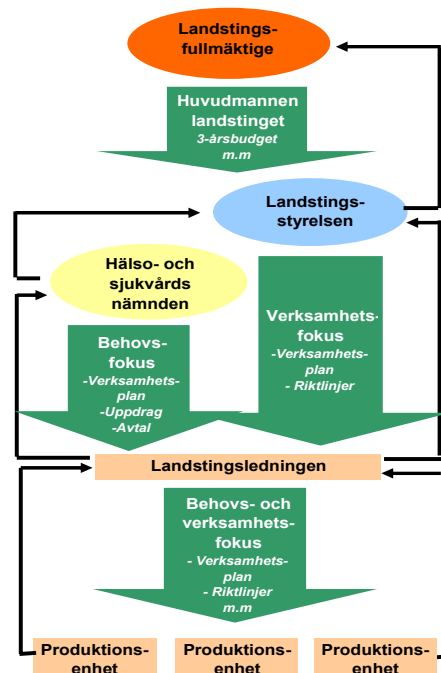 Landstings-
fullmäktige
Huvudmannen
landstinget
3-årsbudget
m.m
Landstings-
styrelsen
Hälso- och
sjukvårds
nämnden
Verksamhets-
fokus
-Verksamhets-
plan
- Riktlinjer
Behovs-
fokus
-Verksamhets-
plan
-Uppdrag
-Avtal
Landstingsledningen
Behovs- och
verksamhets-
fokus
- Verksamhets-
plan
- Riktlinjer
m.m
Produktions-
enhet
Produktions-
enhet
Produktions-
enhet